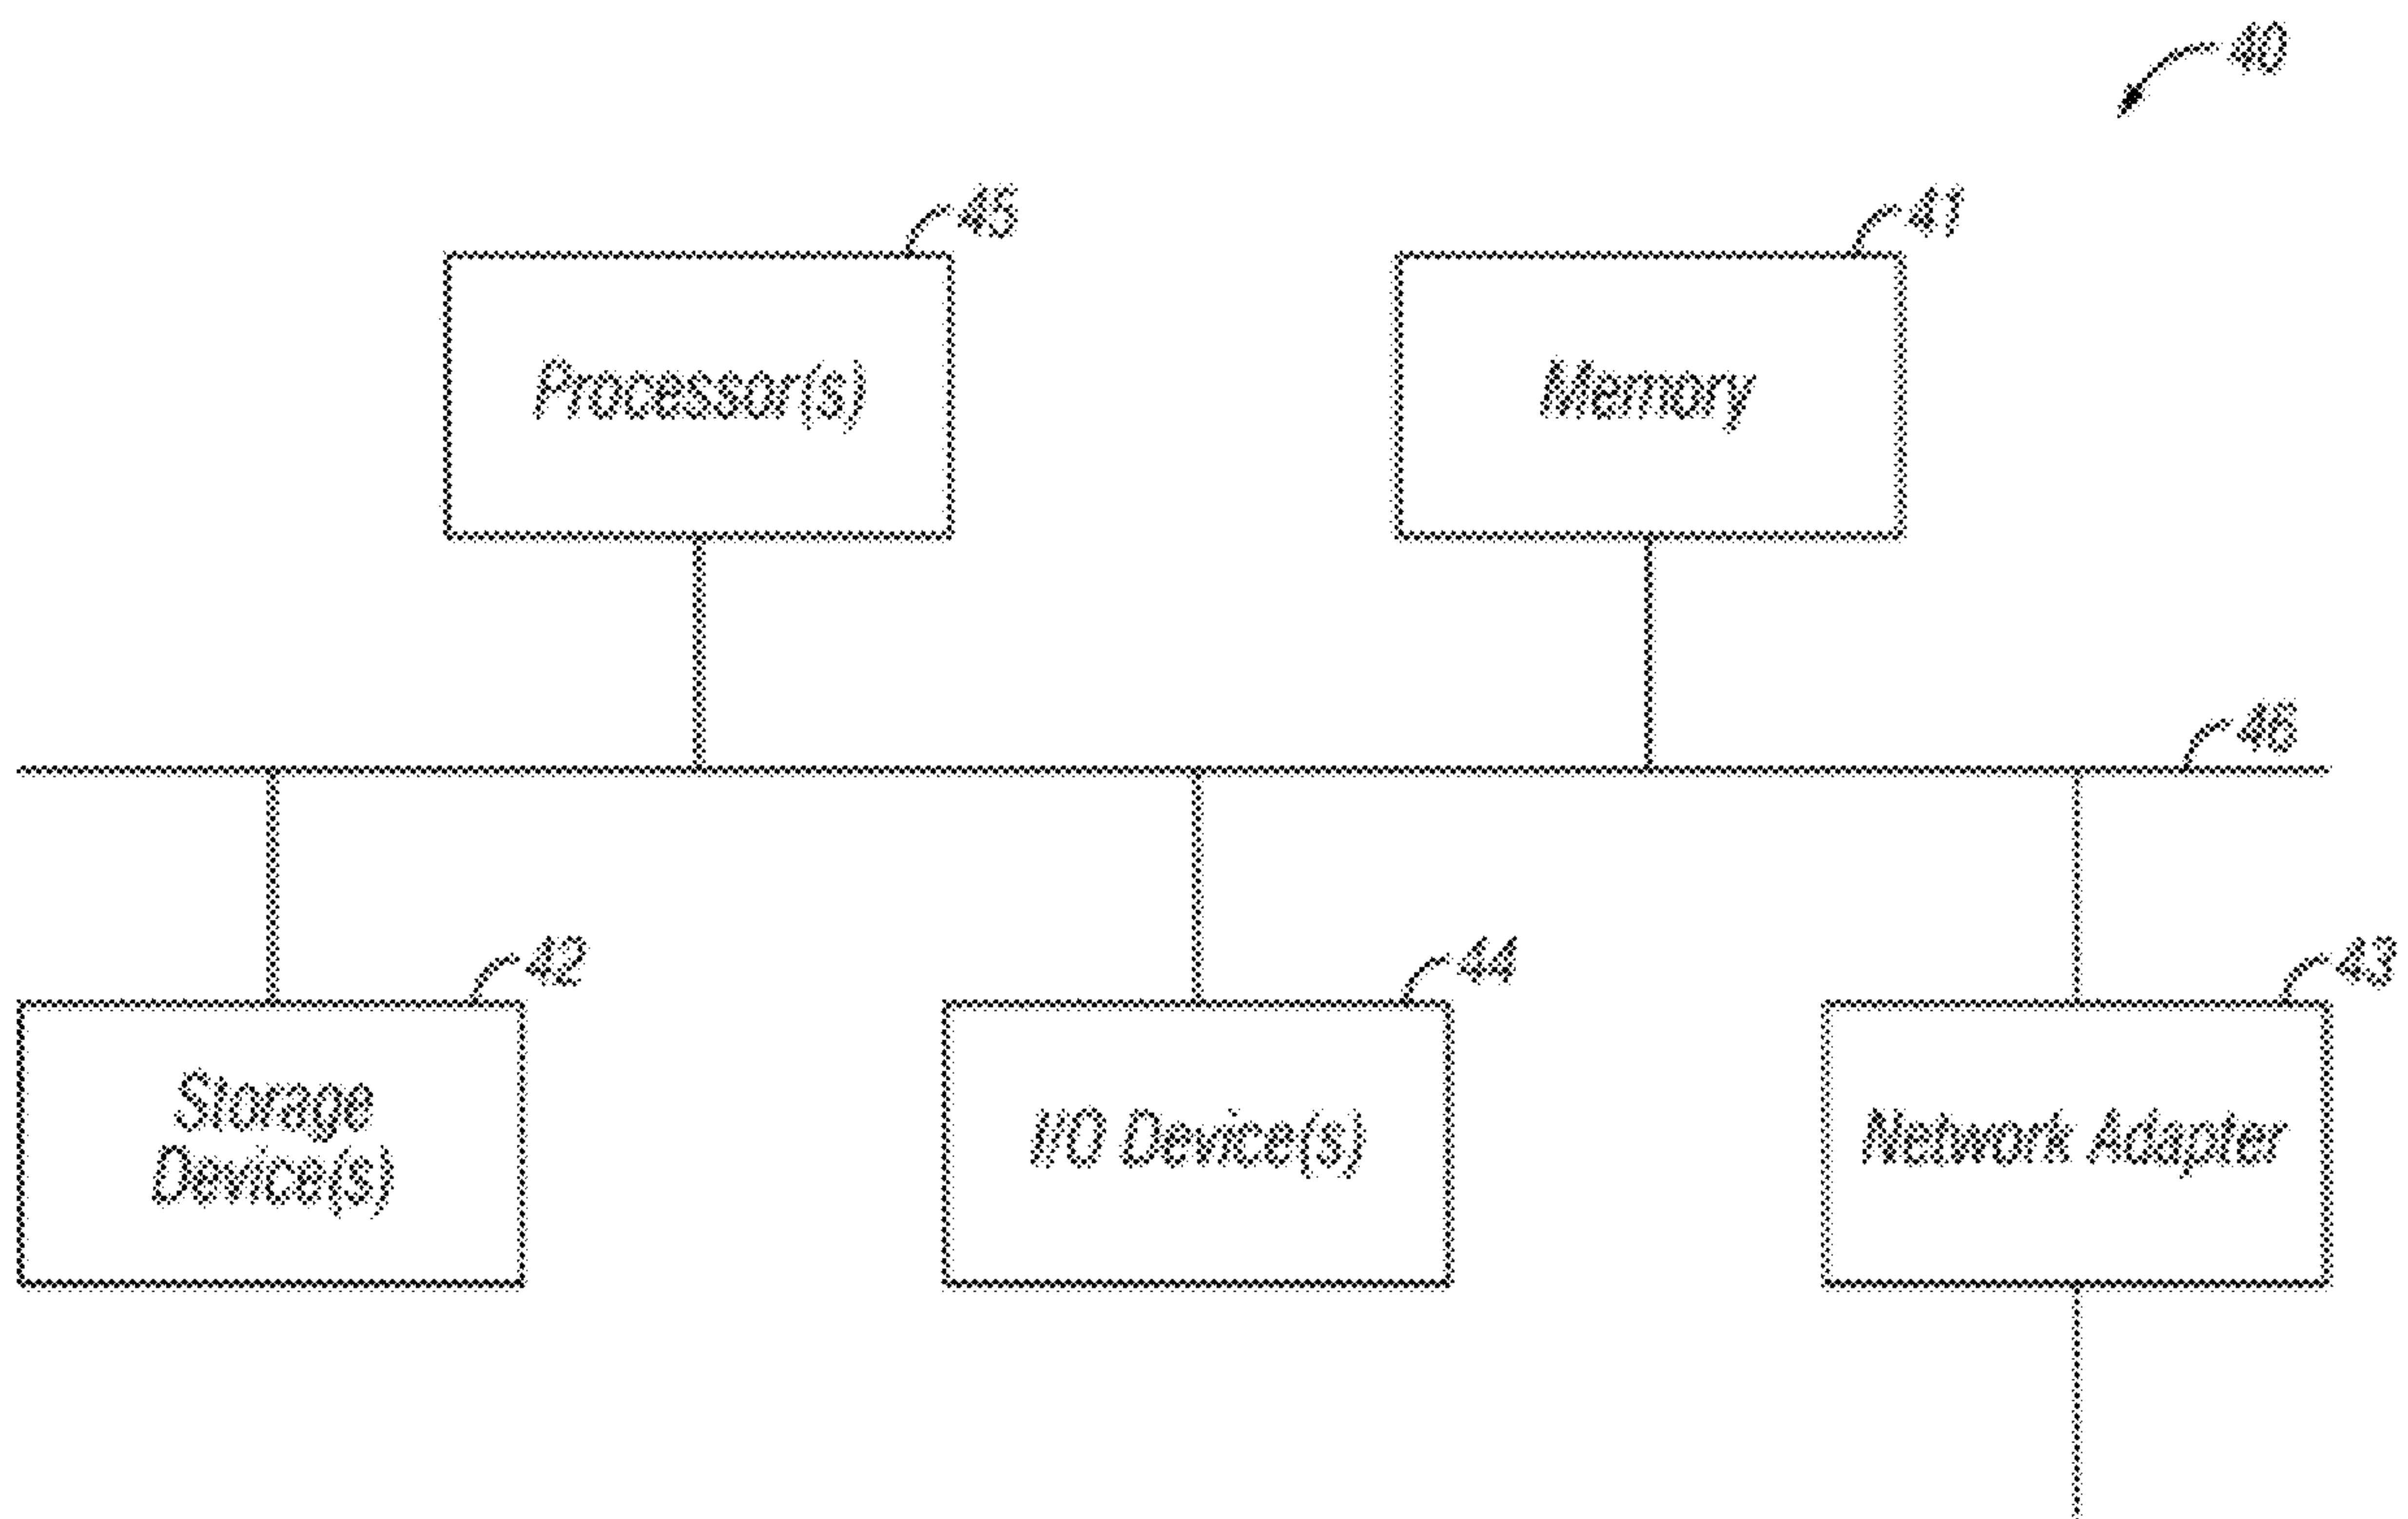 40
45
41
Processor(s)
Memory
46
42
44
43
Storage
Device(s)
I/O Device(s)
Network Adapter